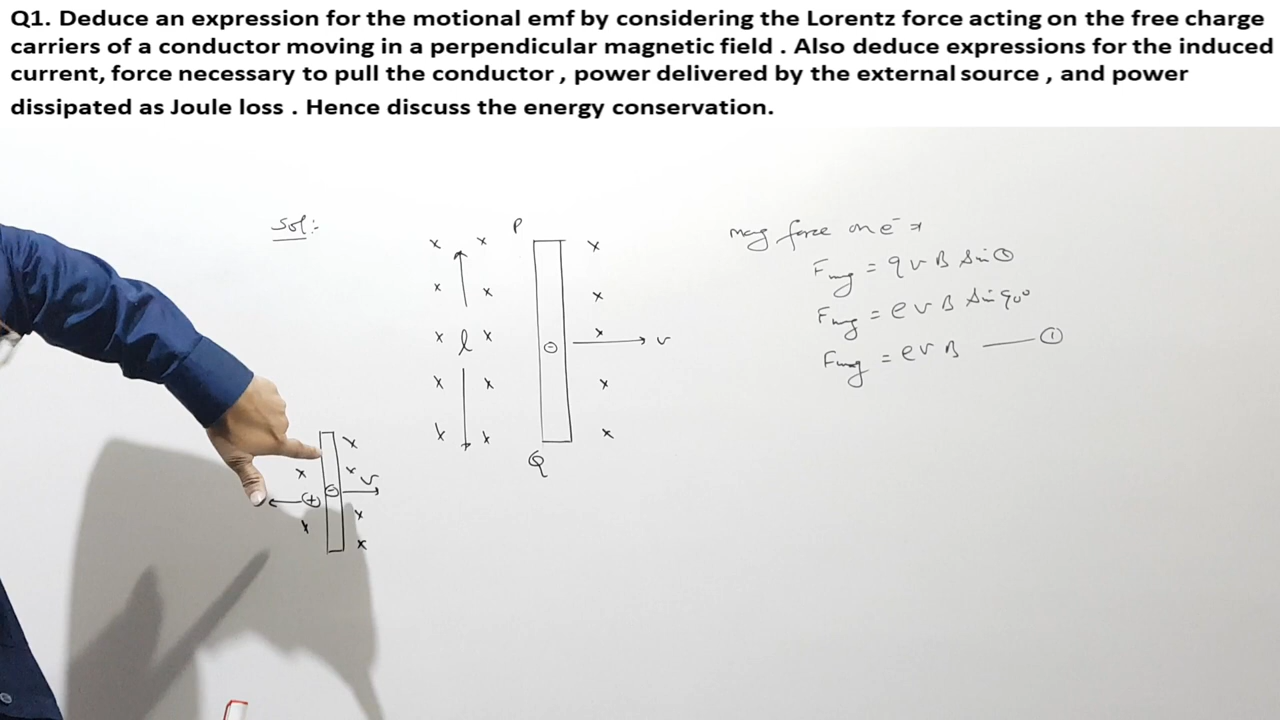 Q1. Deduce an expression for the motional emf by considering the Lorentz force acting on the free charge
carriers of a conductor moving in a perpendicular magnetic field . Also deduce expressions for the induced
current, force necessary to pull the conductor , power delivered by the external source , and power
dissipated as Joule loss . Hence discuss the energy conservation.
Sol:
P
x x x
x x x
x l x x v
x x x
x x x
Q
mag force on e⁻ ⇒
Fmg = q v B Sin θ
Fmg = e v B Sin 90°
Fmg = e v B —— ①
x
x x v
+ -
x x
x